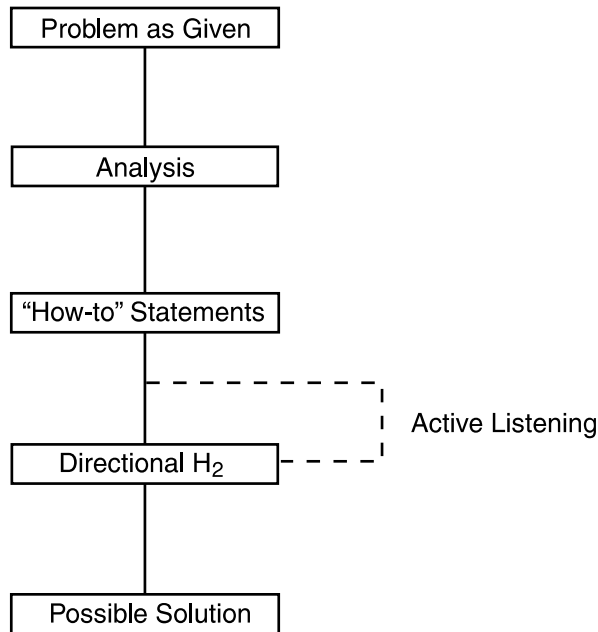 Problem as Given
Analysis
“How-to” Statements
Active Listening
Directional H₂
Possible Solution